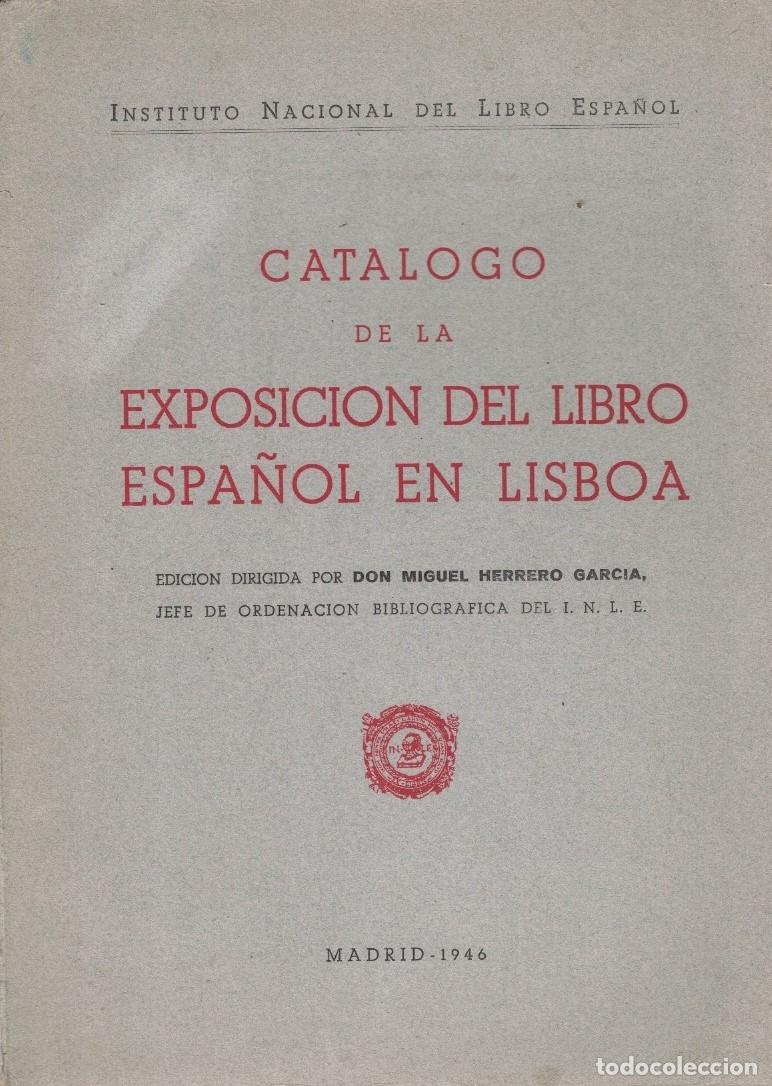 INSTITUTO NACIONAL DEL LIBRO ESPAÑOL
CATALOGO
DE LA
EXPOSICION DEL LIBRO
ESPAÑOL EN LISBOA
EDICION DIRIGIDA POR DON MIGUEL HERRERO GARCIA,
JEFE DE ORDENACION BIBLIOGRAFICA DEL I. N. L. E.
MADRID-1946
todocoleccion